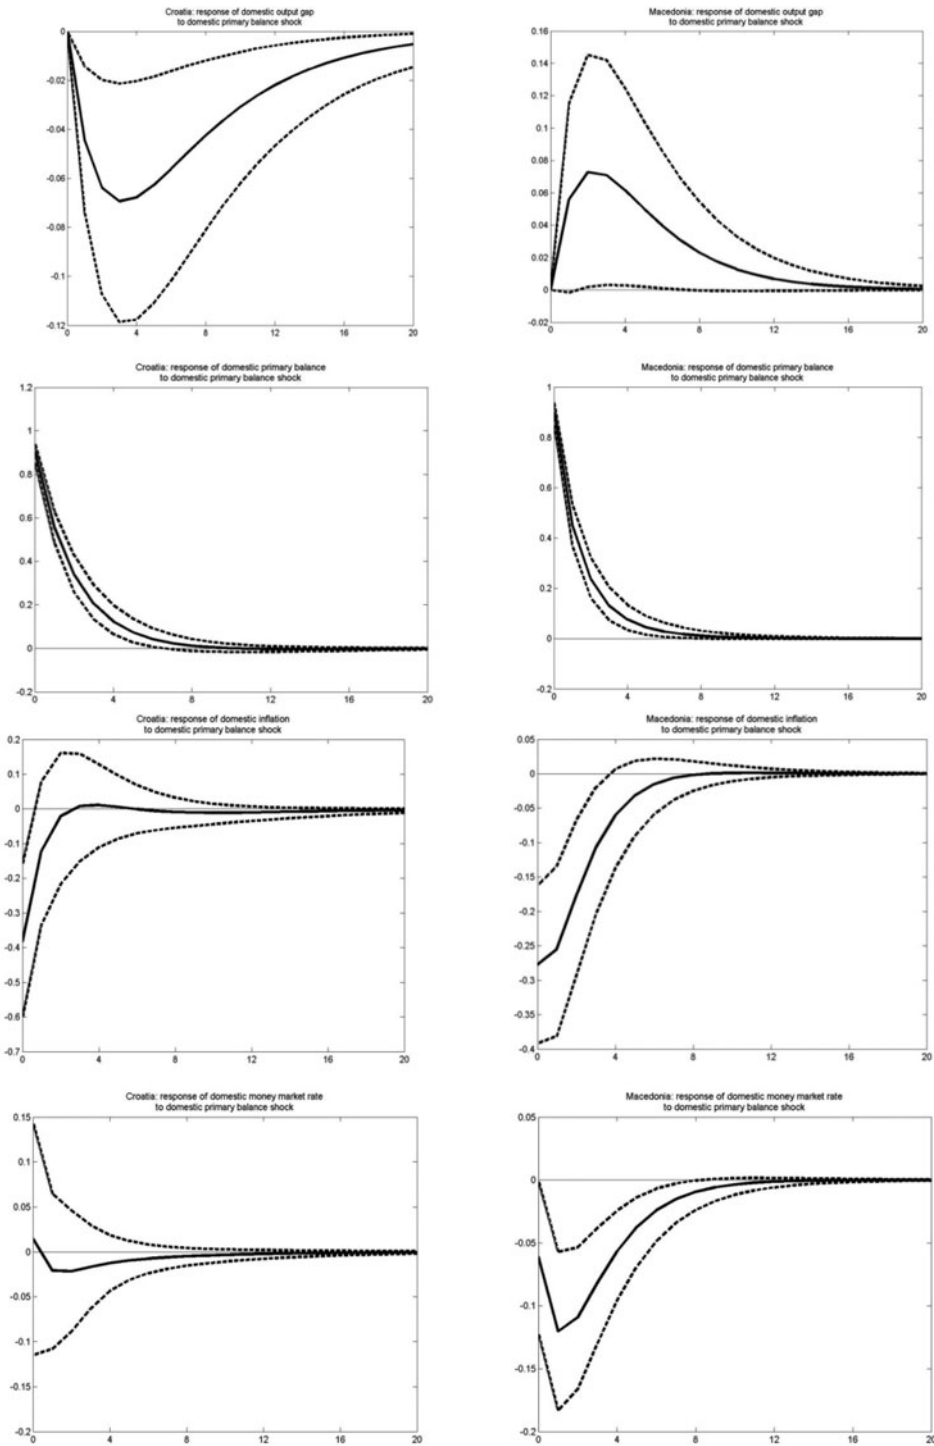 Croatia: response of domestic output gap
to domestic primary balance shock
0
-0.02
-0.04
-0.06
-0.08
-0.1
-0.12
0 4 8 12 16 20
Macedonia: response of domestic output gap
to domestic primary balance shock
0.16
0.14
0.12
0.1
0.08
0.06
0.04
0.02
0
-0.02
0 4 8 12 16 20
Croatia: response of domestic primary balance
to domestic primary balance shock
1.2
1
0.8
0.6
0.4
0.2
0
-0.2
0 4 8 12 16 20
Macedonia: response of domestic primary balance
to domestic primary balance shock
1
0.8
0.6
0.4
0.2
0
-0.2
0 4 8 12 16 20
Croatia: response of domestic inflation
to domestic primary balance shock
0.2
0.1
0
-0.1
-0.2
-0.3
-0.4
-0.5
-0.6
-0.7
0 4 8 12 16 20
Macedonia: response of domestic inflation
to domestic primary balance shock
0.05
0
-0.05
-0.1
-0.15
-0.2
-0.25
-0.3
-0.35
-0.4
0 4 8 12 16 20
Croatia: response of domestic money market rate
to domestic primary balance shock
0.15
0.1
0.05
0
-0.05
-0.1
-0.15
-0.2
0 4 8 12 16 20
Macedonia: response of domestic money market rate
to domestic primary balance shock
0.05
0
-0.05
-0.1
-0.15
-0.2
0 4 8 12 16 20